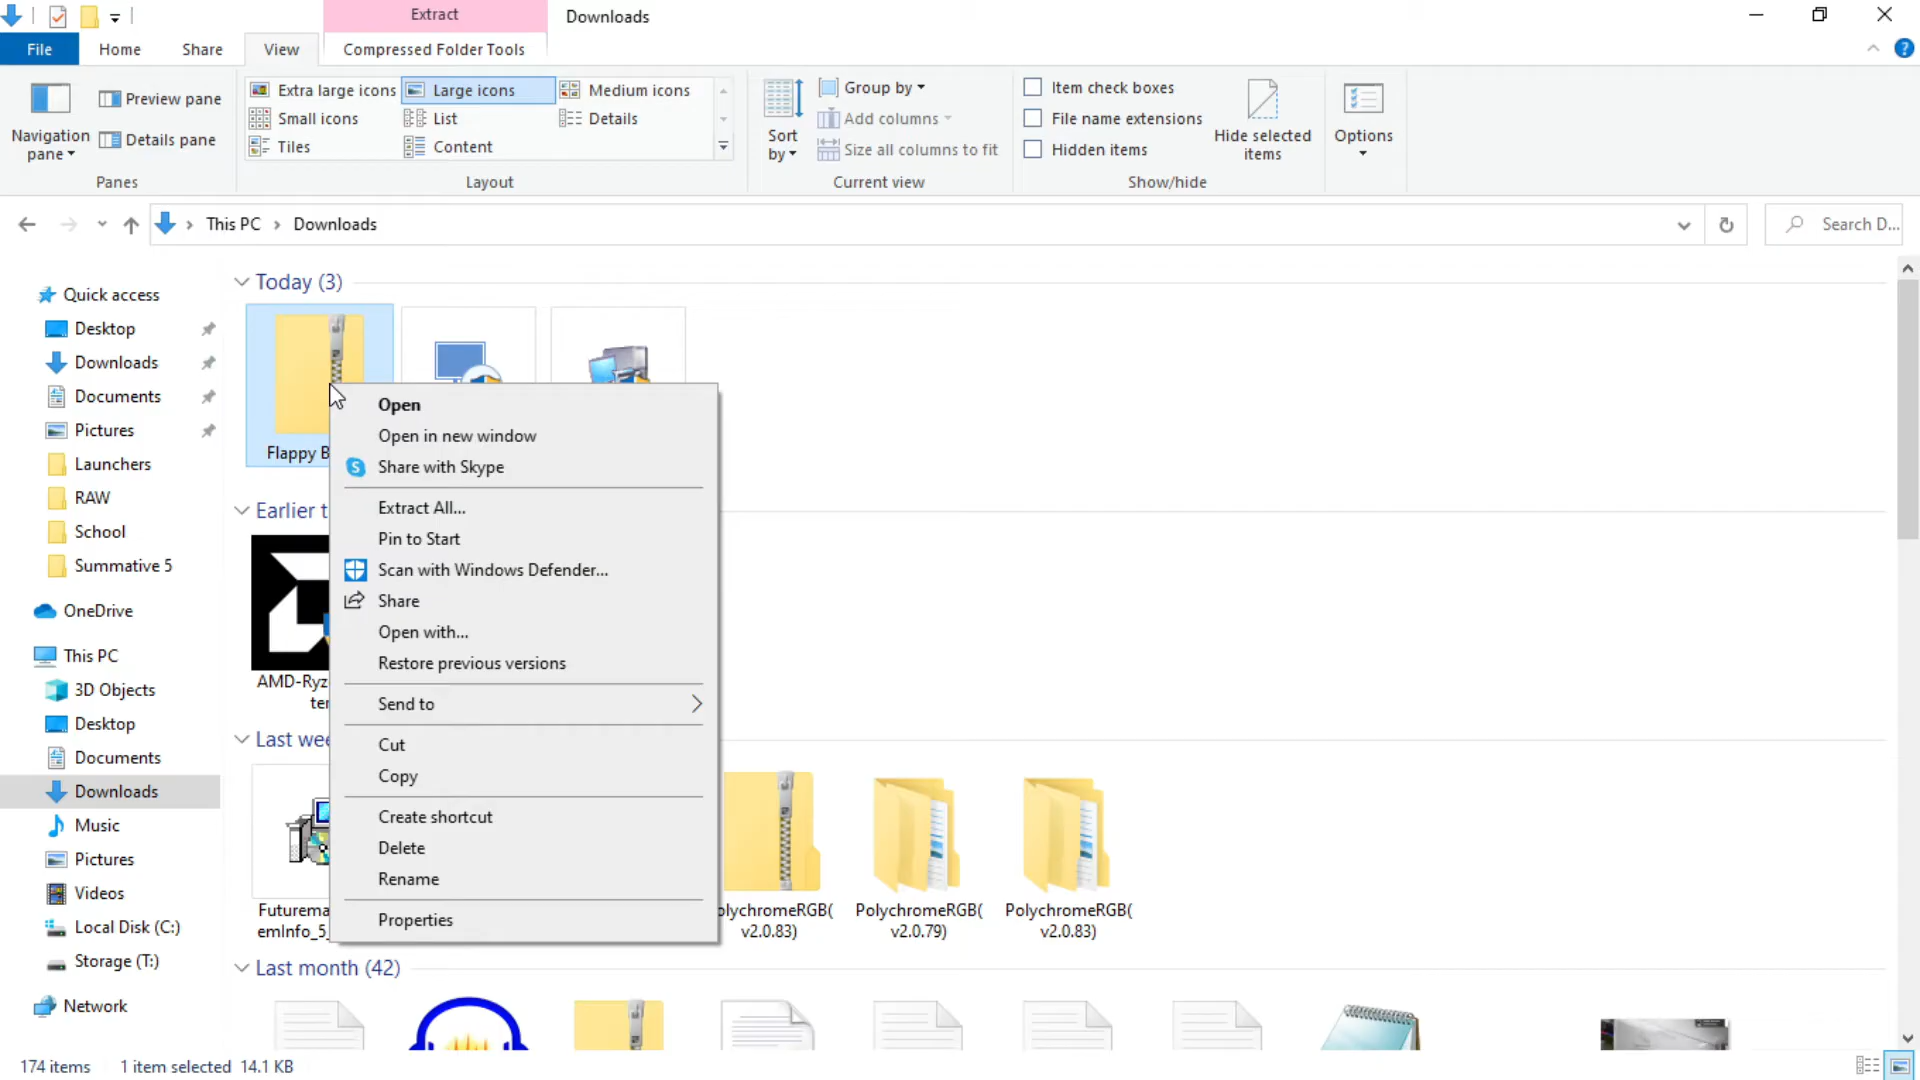 Extract
Downloads
File
Home
Share
View
Compressed Folder Tools
Navigation
pane
Preview pane
Details pane
Panes
Extra large icons
Large icons
Medium icons
Small icons
List
Details
Tiles
Content
Layout
Sort
by
Group by
Add columns
Size all columns to fit
Current view
Item check boxes
File name extensions
Hidden items
Hide selected
items
Show/hide
Options
This PC
Downloads
Search D...
Quick access
Desktop
Downloads
Documents
Pictures
Launchers
RAW
School
Summative 5
OneDrive
This PC
3D Objects
Desktop
Documents
Downloads
Music
Pictures
Videos
Local Disk (C:)
Storage (T:)
Network
Today (3)
Flappy B
Open
Open in new window
Share with Skype
Extract All...
Pin to Start
Scan with Windows Defender...
Share
Open with...
Restore previous versions
Send to
Cut
Copy
Create shortcut
Delete
Rename
Properties
Earlier t
AMD-Ryz
ter
Last wee
Futurema
emInfo_5_
olychromeRGB(
v2.0.83)
PolychromeRGB(
v2.0.79)
PolychromeRGB(
v2.0.83)
Last month (42)
174 items
1 item selected 14.1 KB